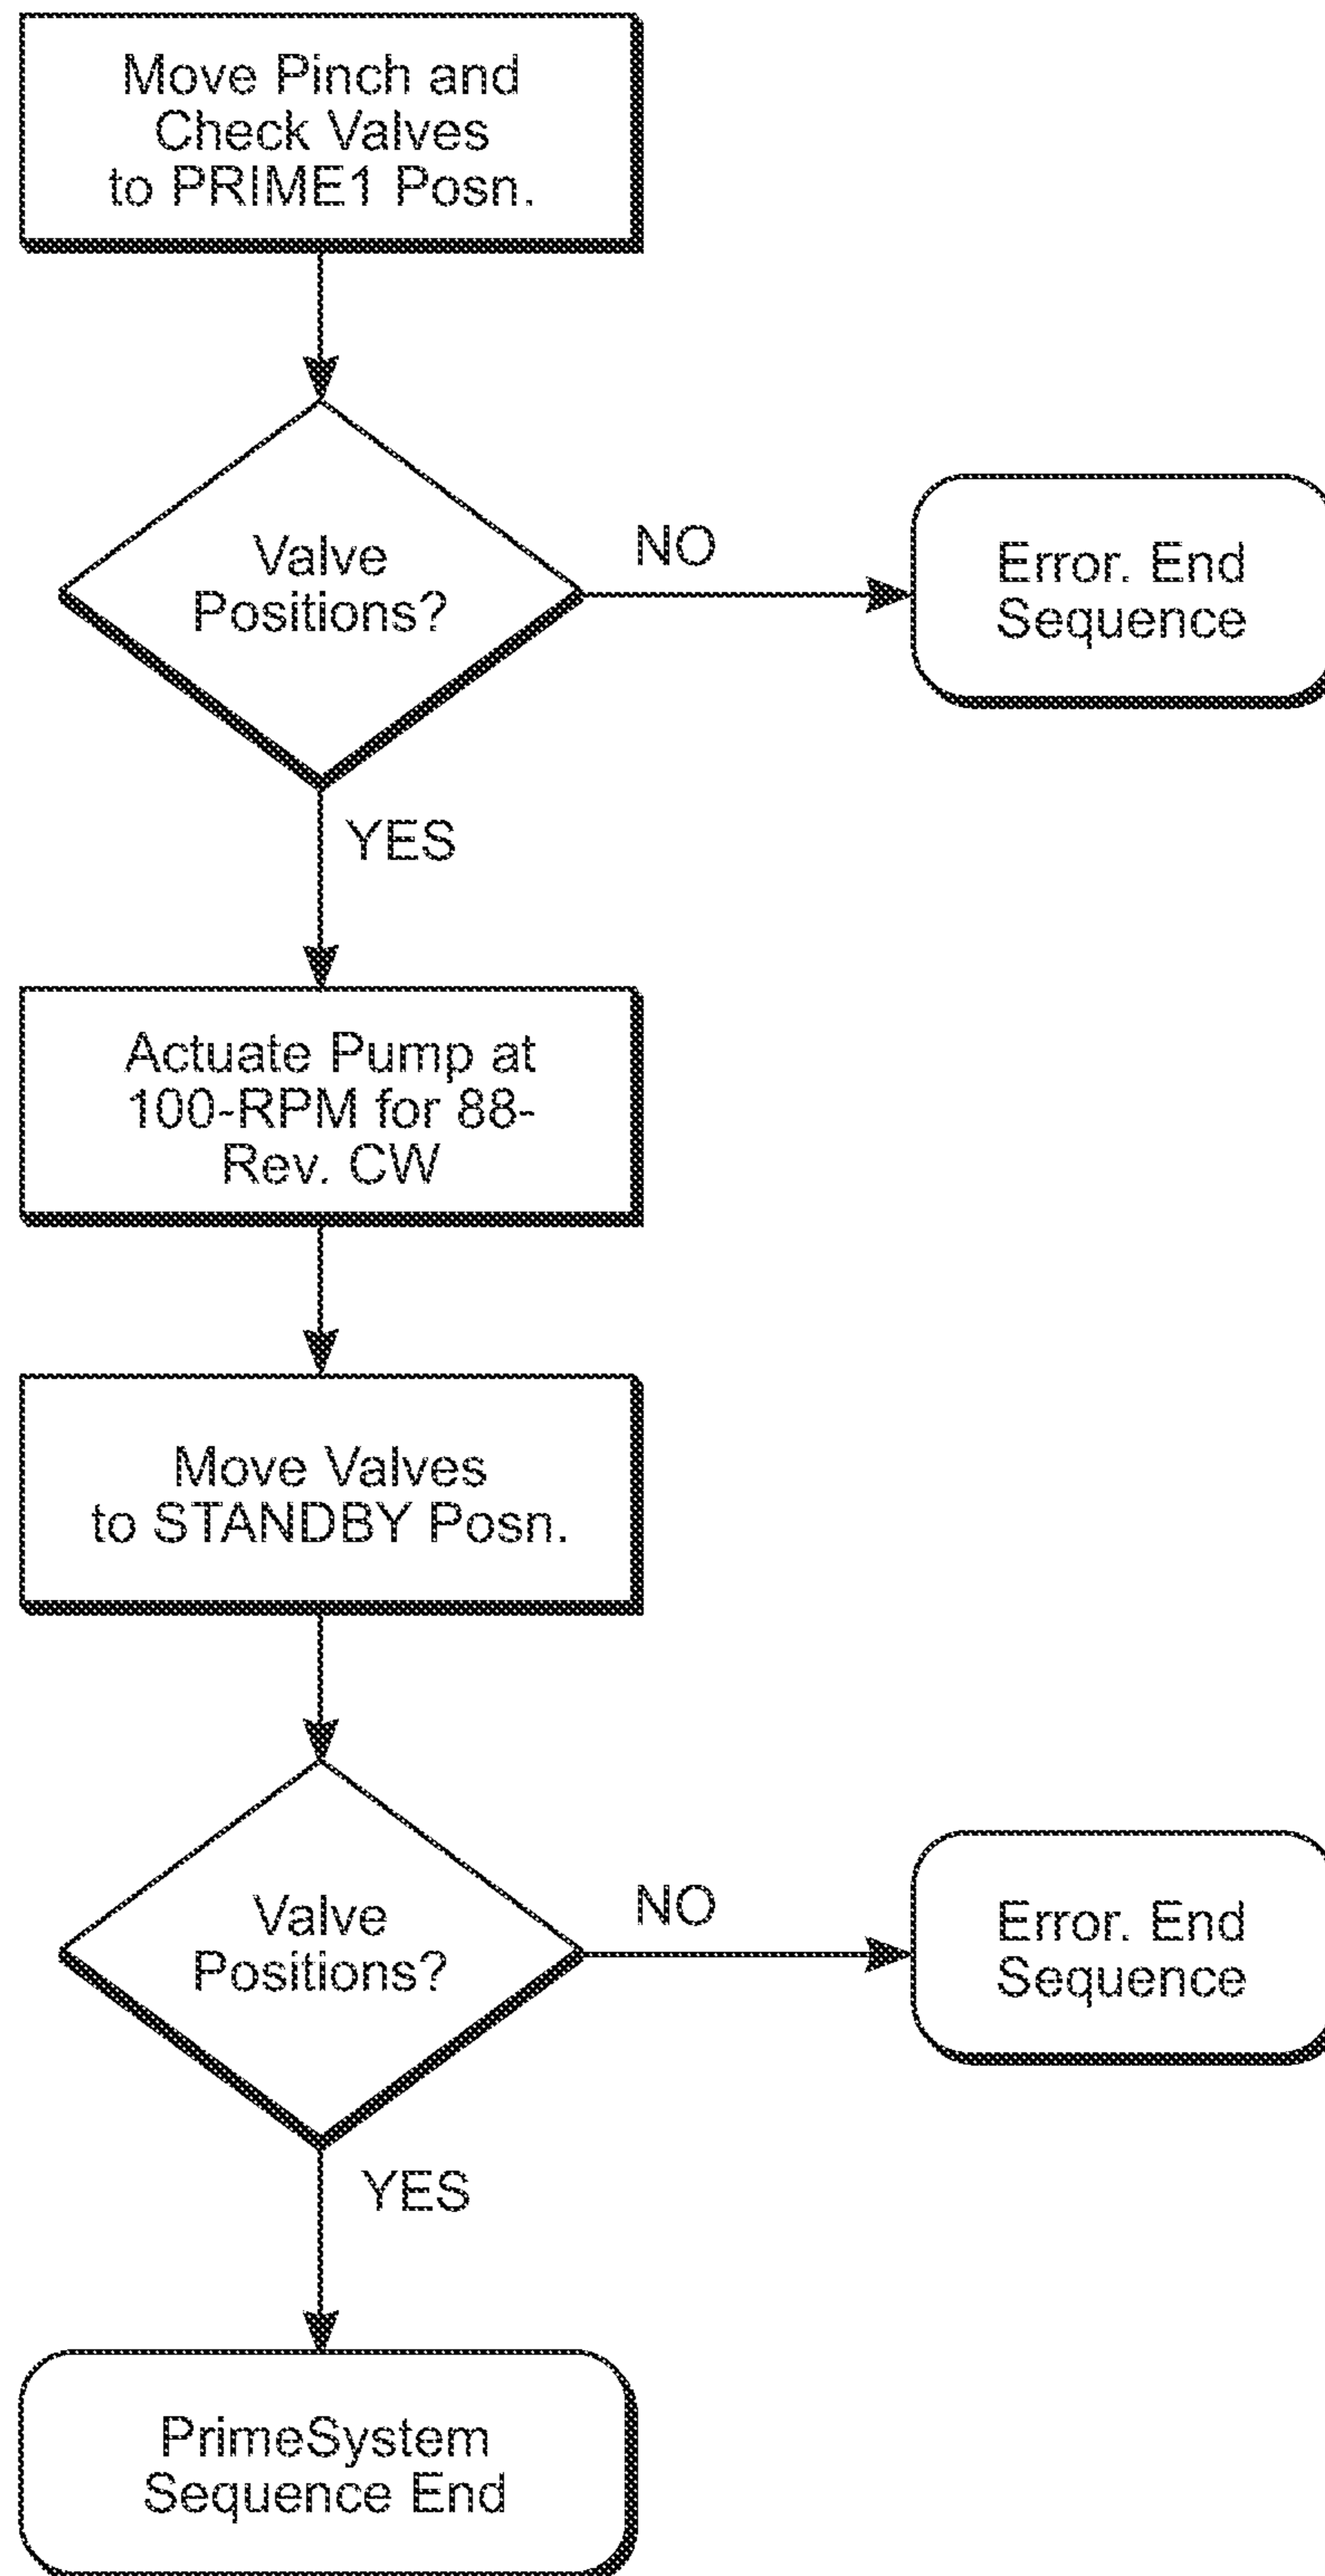 Move Pinch and
Check Valves
to PRIME1 Posn.
Valve
Positions?
NO
Error. End
Sequence
YES
Actuate Pump at
100-RPM for 88-
Rev. CW
Move Valves
to STANDBY Posn.
Valve
Positions?
NO
Error. End
Sequence
YES
PrimeSystem
Sequence End